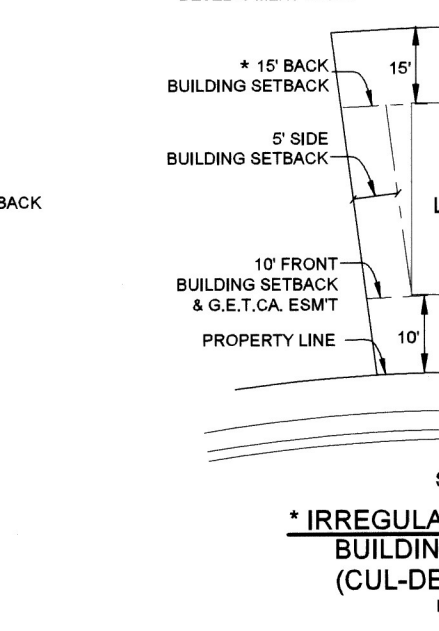 * 15' BACK
BUILDING SETBACK
15'
5' SIDE
BUILDING SETBACK
BACK
L
10' FRONT
BUILDING SETBACK
& G.E.T.CA. ESM'T
PROPERTY LINE
10'
* IRREGULA
BUILDIN
(CUL-DE